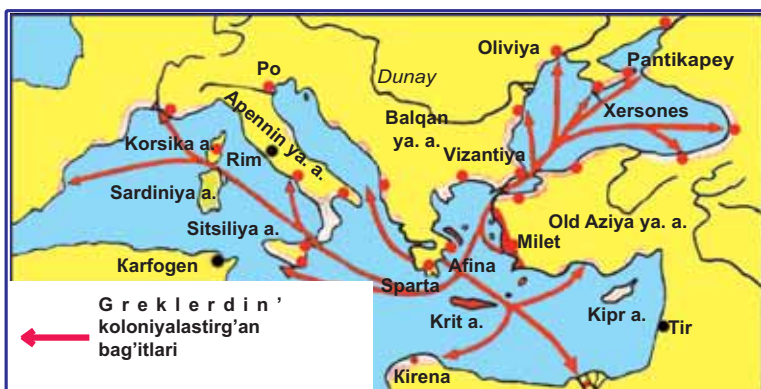 Oliviya
Pantikapey
Po
Dunay
Xersones
Apennin ya. a.
Balqan
ya. a.
Korsika a.
Rim
Vizantiya
Sardiniya a.
Old Aziya ya. a.
Sitsiliya a.
Milet
Karfogen
Afina
Sparta
Krit a.
Kipr a.
Tir
Kirena
Greklerdin’
koloniyalastirg’an
bag’itlari